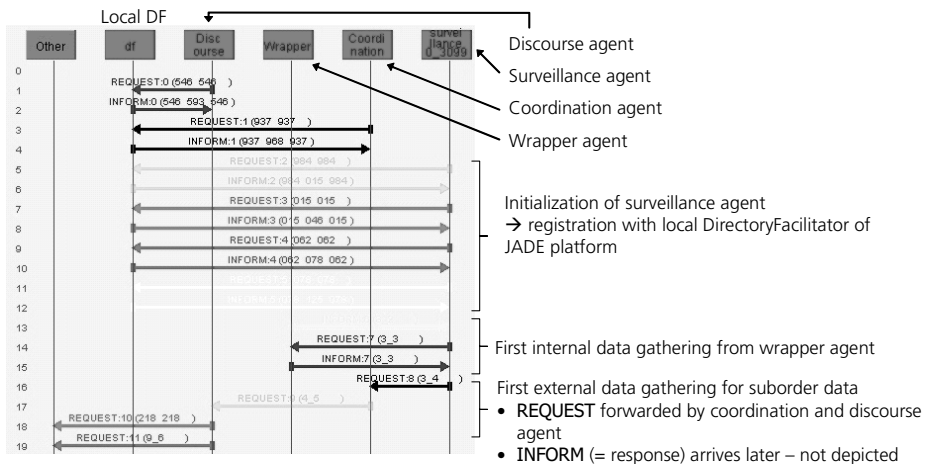 Local DF
Other
df
Disc
ourse
Wrapper
Coordi
nation
survei
llance
0_3099
Discourse agent
Surveillance agent
Coordination agent
Wrapper agent
0
1
REQUEST:0 (546 546 )
2
INFORM:0 (546 593 546)
3
REQUEST:1 (937 937 )
4
INFORM:1 (937 968 937)
5
REQUEST:2 (984 984 )
6
INFORM:2 (984 015 984)
7
REQUEST:3 (015 015 )
8
INFORM:3 (015 046 015)
9
REQUEST:4 (062 062 )
10
INFORM:4 (062 078 062)
11
12
13
14
REQUEST:7 (3_3 )
15
INFORM:7 (3_3 )
16
REQUEST:8 (3_4 )
17
REQUEST:9 (4_5 )
18
REQUEST:10 (218 218 )
19
REQUEST:11 (9_6 )
Initialization of surveillance agent
→ registration with local DirectoryFacilitator of
JADE platform
First internal data gathering from wrapper agent
First external data gathering for suborder data
• REQUEST forwarded by coordination and discourse
agent
• INFORM (= response) arrives later – not depicted